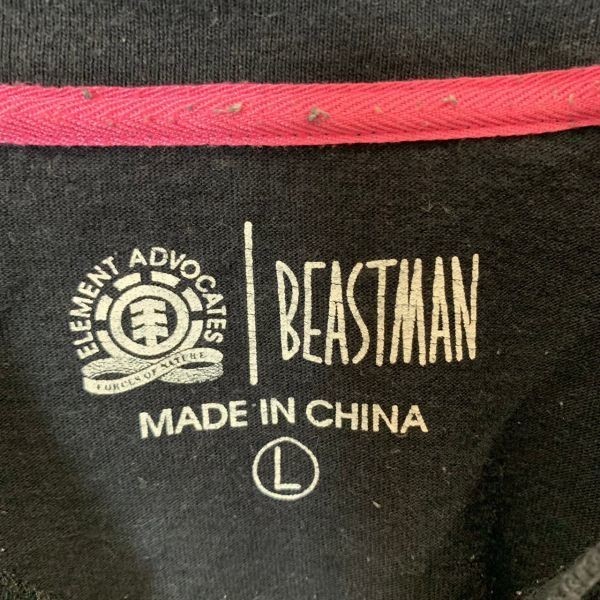 ELEMENT ADVOCATES
FORCES OF NATURE
BEASTMAN
MADE IN CHINA
L